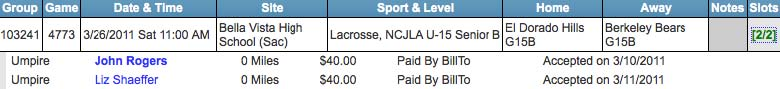 Group Game Date & Time Site Sport & Level Home Away Notes Slots
103241 4773 3/26/2011 Sat 11:00 AM Bella Vista High School (Sac) Lacrosse, NCJLA U-15 Senior B El Dorado Hills G15B Berkeley Bears G15B [2/2]
Umpire John Rogers 0 Miles $40.00 Paid By BillTo Accepted on 3/10/2011
Umpire Liz Shaeffer 0 Miles $40.00 Paid By BillTo Accepted on 3/11/2011